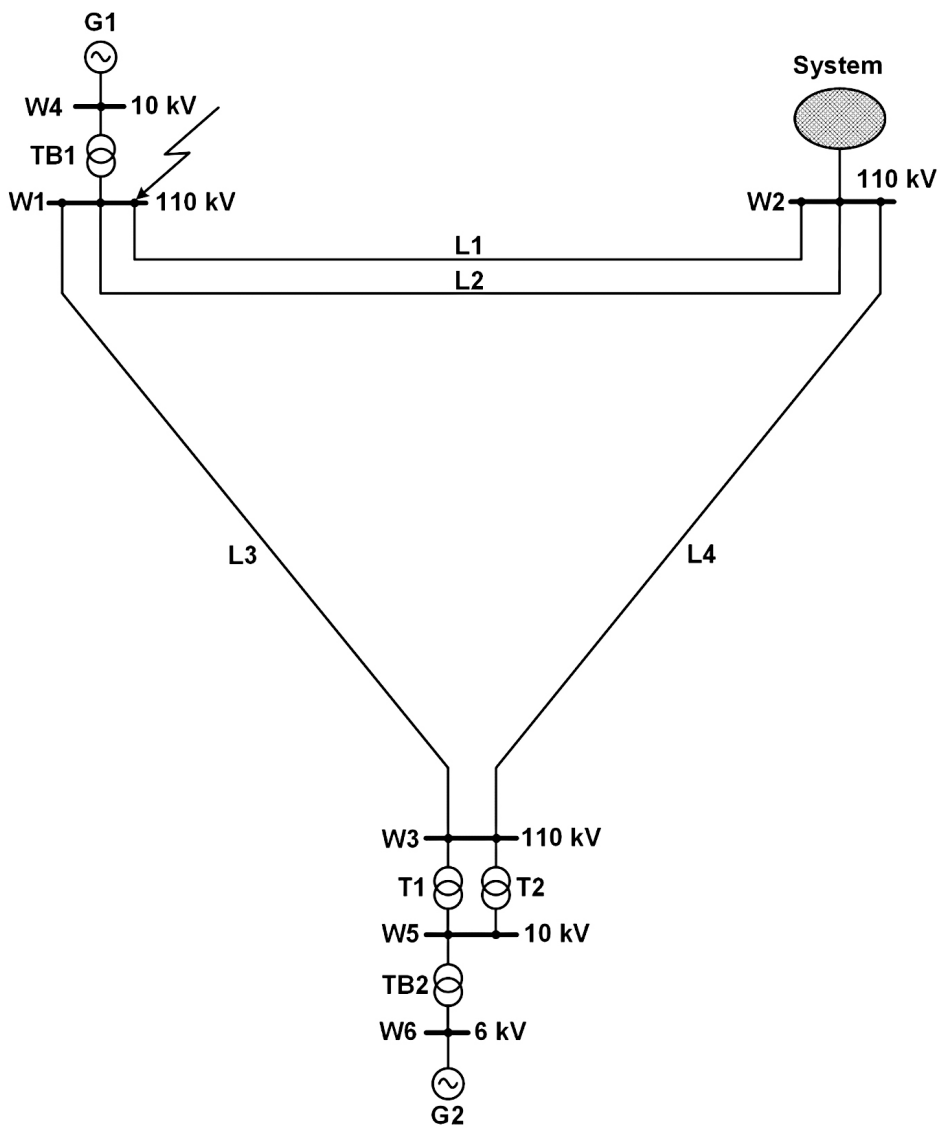 G1
System
W4 10 kV
TB1
W1 110 kV
W2 110 kV
L1
L2
L3
L4
W3 110 kV
T1 T2
W5 10 kV
TB2
W6 6 kV
G2